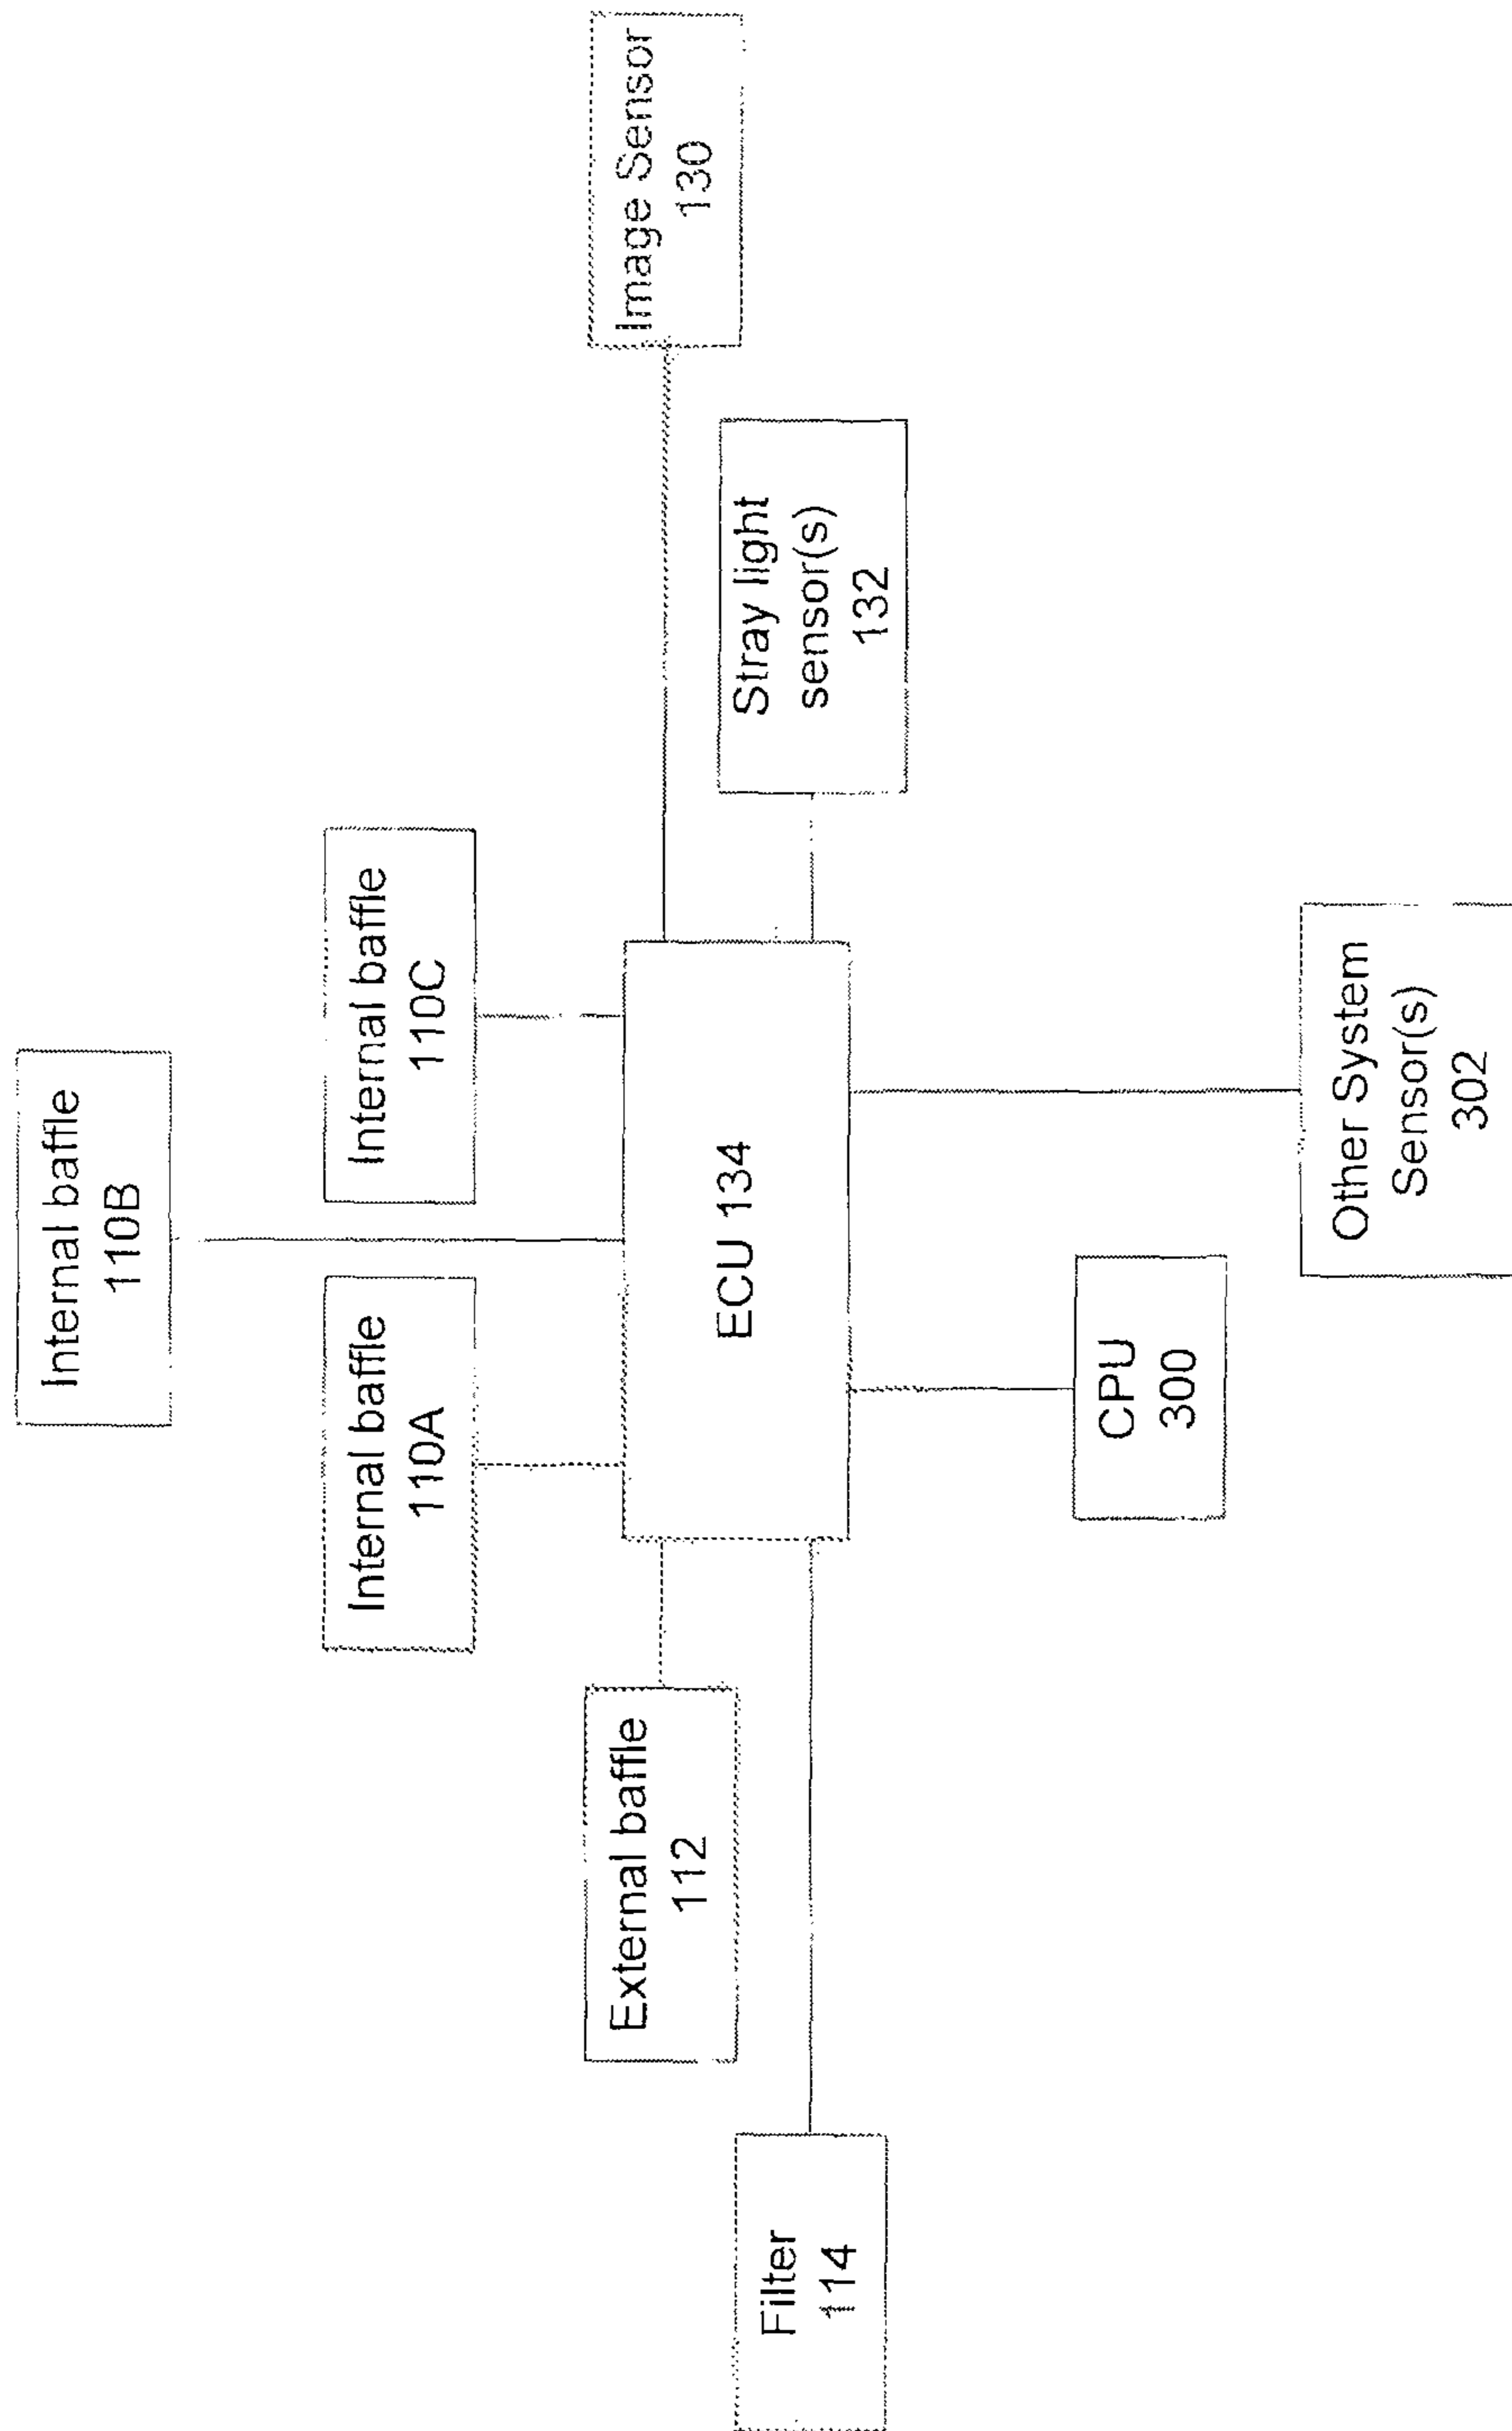 Internal baffle
110B
Internal baffle
110A
Internal baffle
110C
External baffle
112
Image Sensor
130
Filter
114
ECU 134
Stray light
sensor(s)
132
CPU
300
Other System
Sensor(s)
302